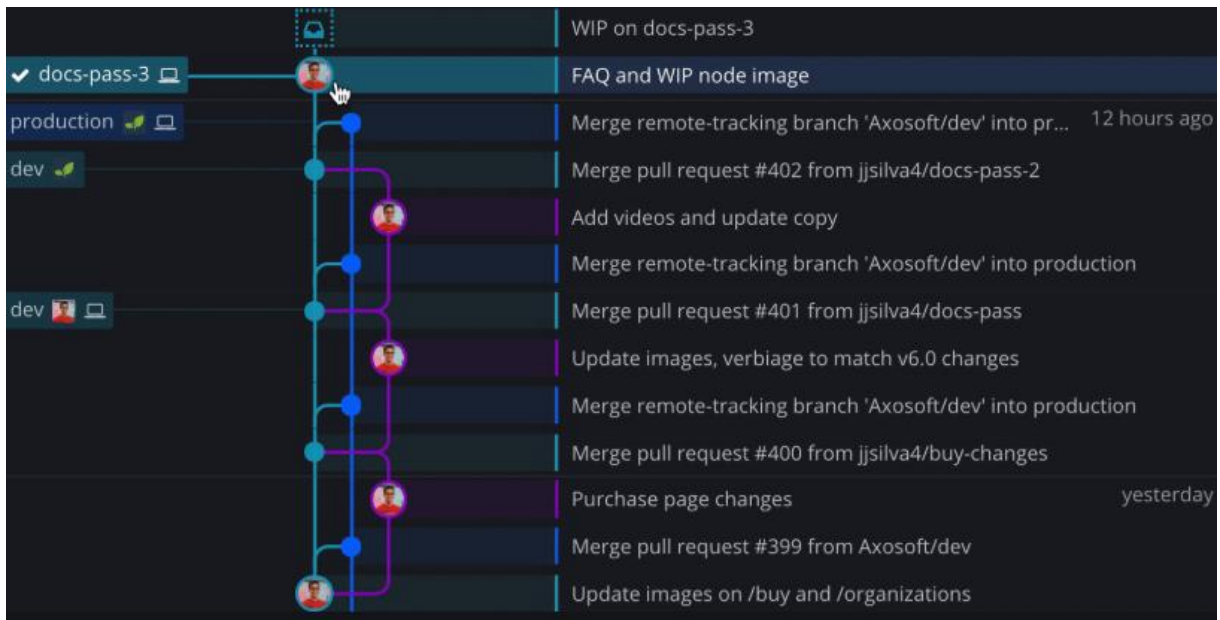 WIP on docs-pass-3
docs-pass-3 FAQ and WIP node image
production Merge remote-tracking branch 'Axosoft/dev' into pr... 12 hours ago
dev Merge pull request #402 from jjsilva4/docs-pass-2
Add videos and update copy
Merge remote-tracking branch 'Axosoft/dev' into production
dev Merge pull request #401 from jjsilva4/docs-pass
Update images, verbiage to match v6.0 changes
Merge remote-tracking branch 'Axosoft/dev' into production
Merge pull request #400 from jjsilva4/buy-changes
Purchase page changes yesterday
Merge pull request #399 from Axosoft/dev
Update images on /buy and /organizations